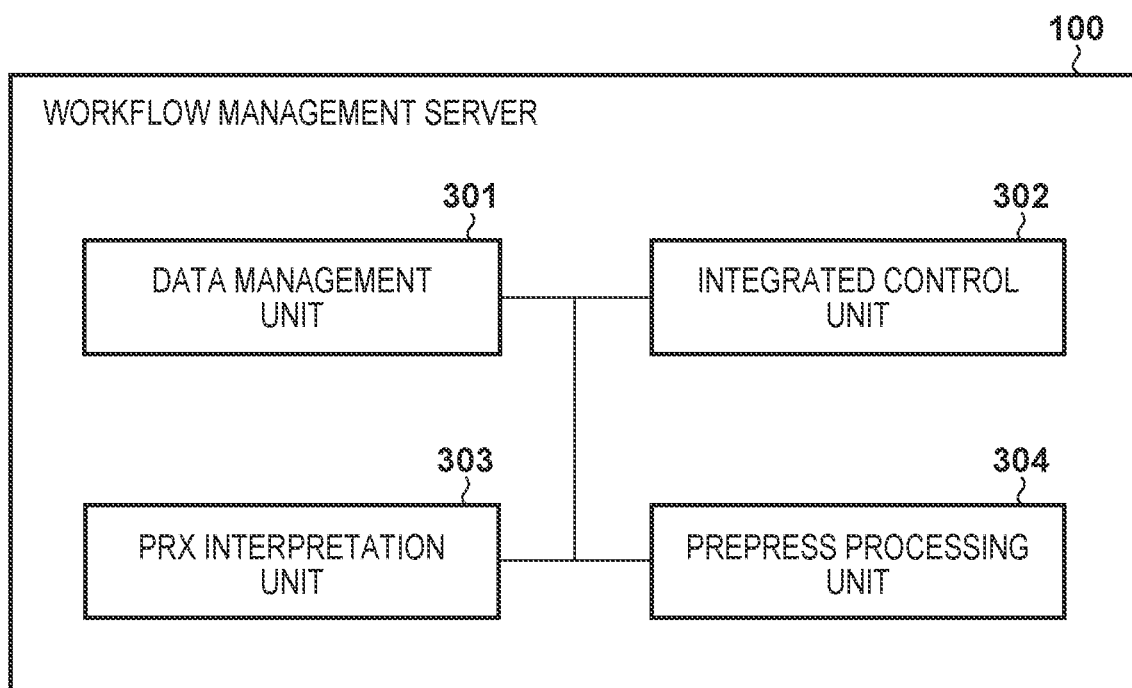 100
WORKFLOW MANAGEMENT SERVER
301
302
DATA MANAGEMENT
UNIT
INTEGRATED CONTROL
UNIT
303
304
PRX INTERPRETATION
UNIT
PREPRESS PROCESSING
UNIT